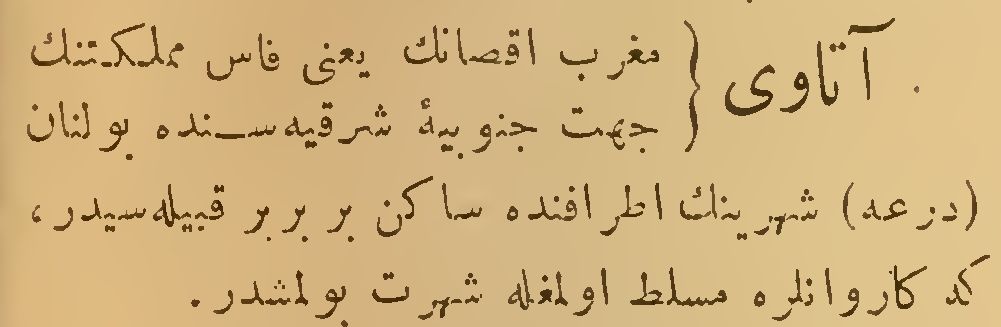 آتاوی { مغرب اقصانك یعنی فاس مملکتنك
جهت جنوبیهٔ شرقیه‌سنده بولنان
(درعه) شهرینك اطرافنده ساکن بر بربر قبیله‌سیدر،
که کاروانلره مسلط اولمغله شهرت بولمشدر.